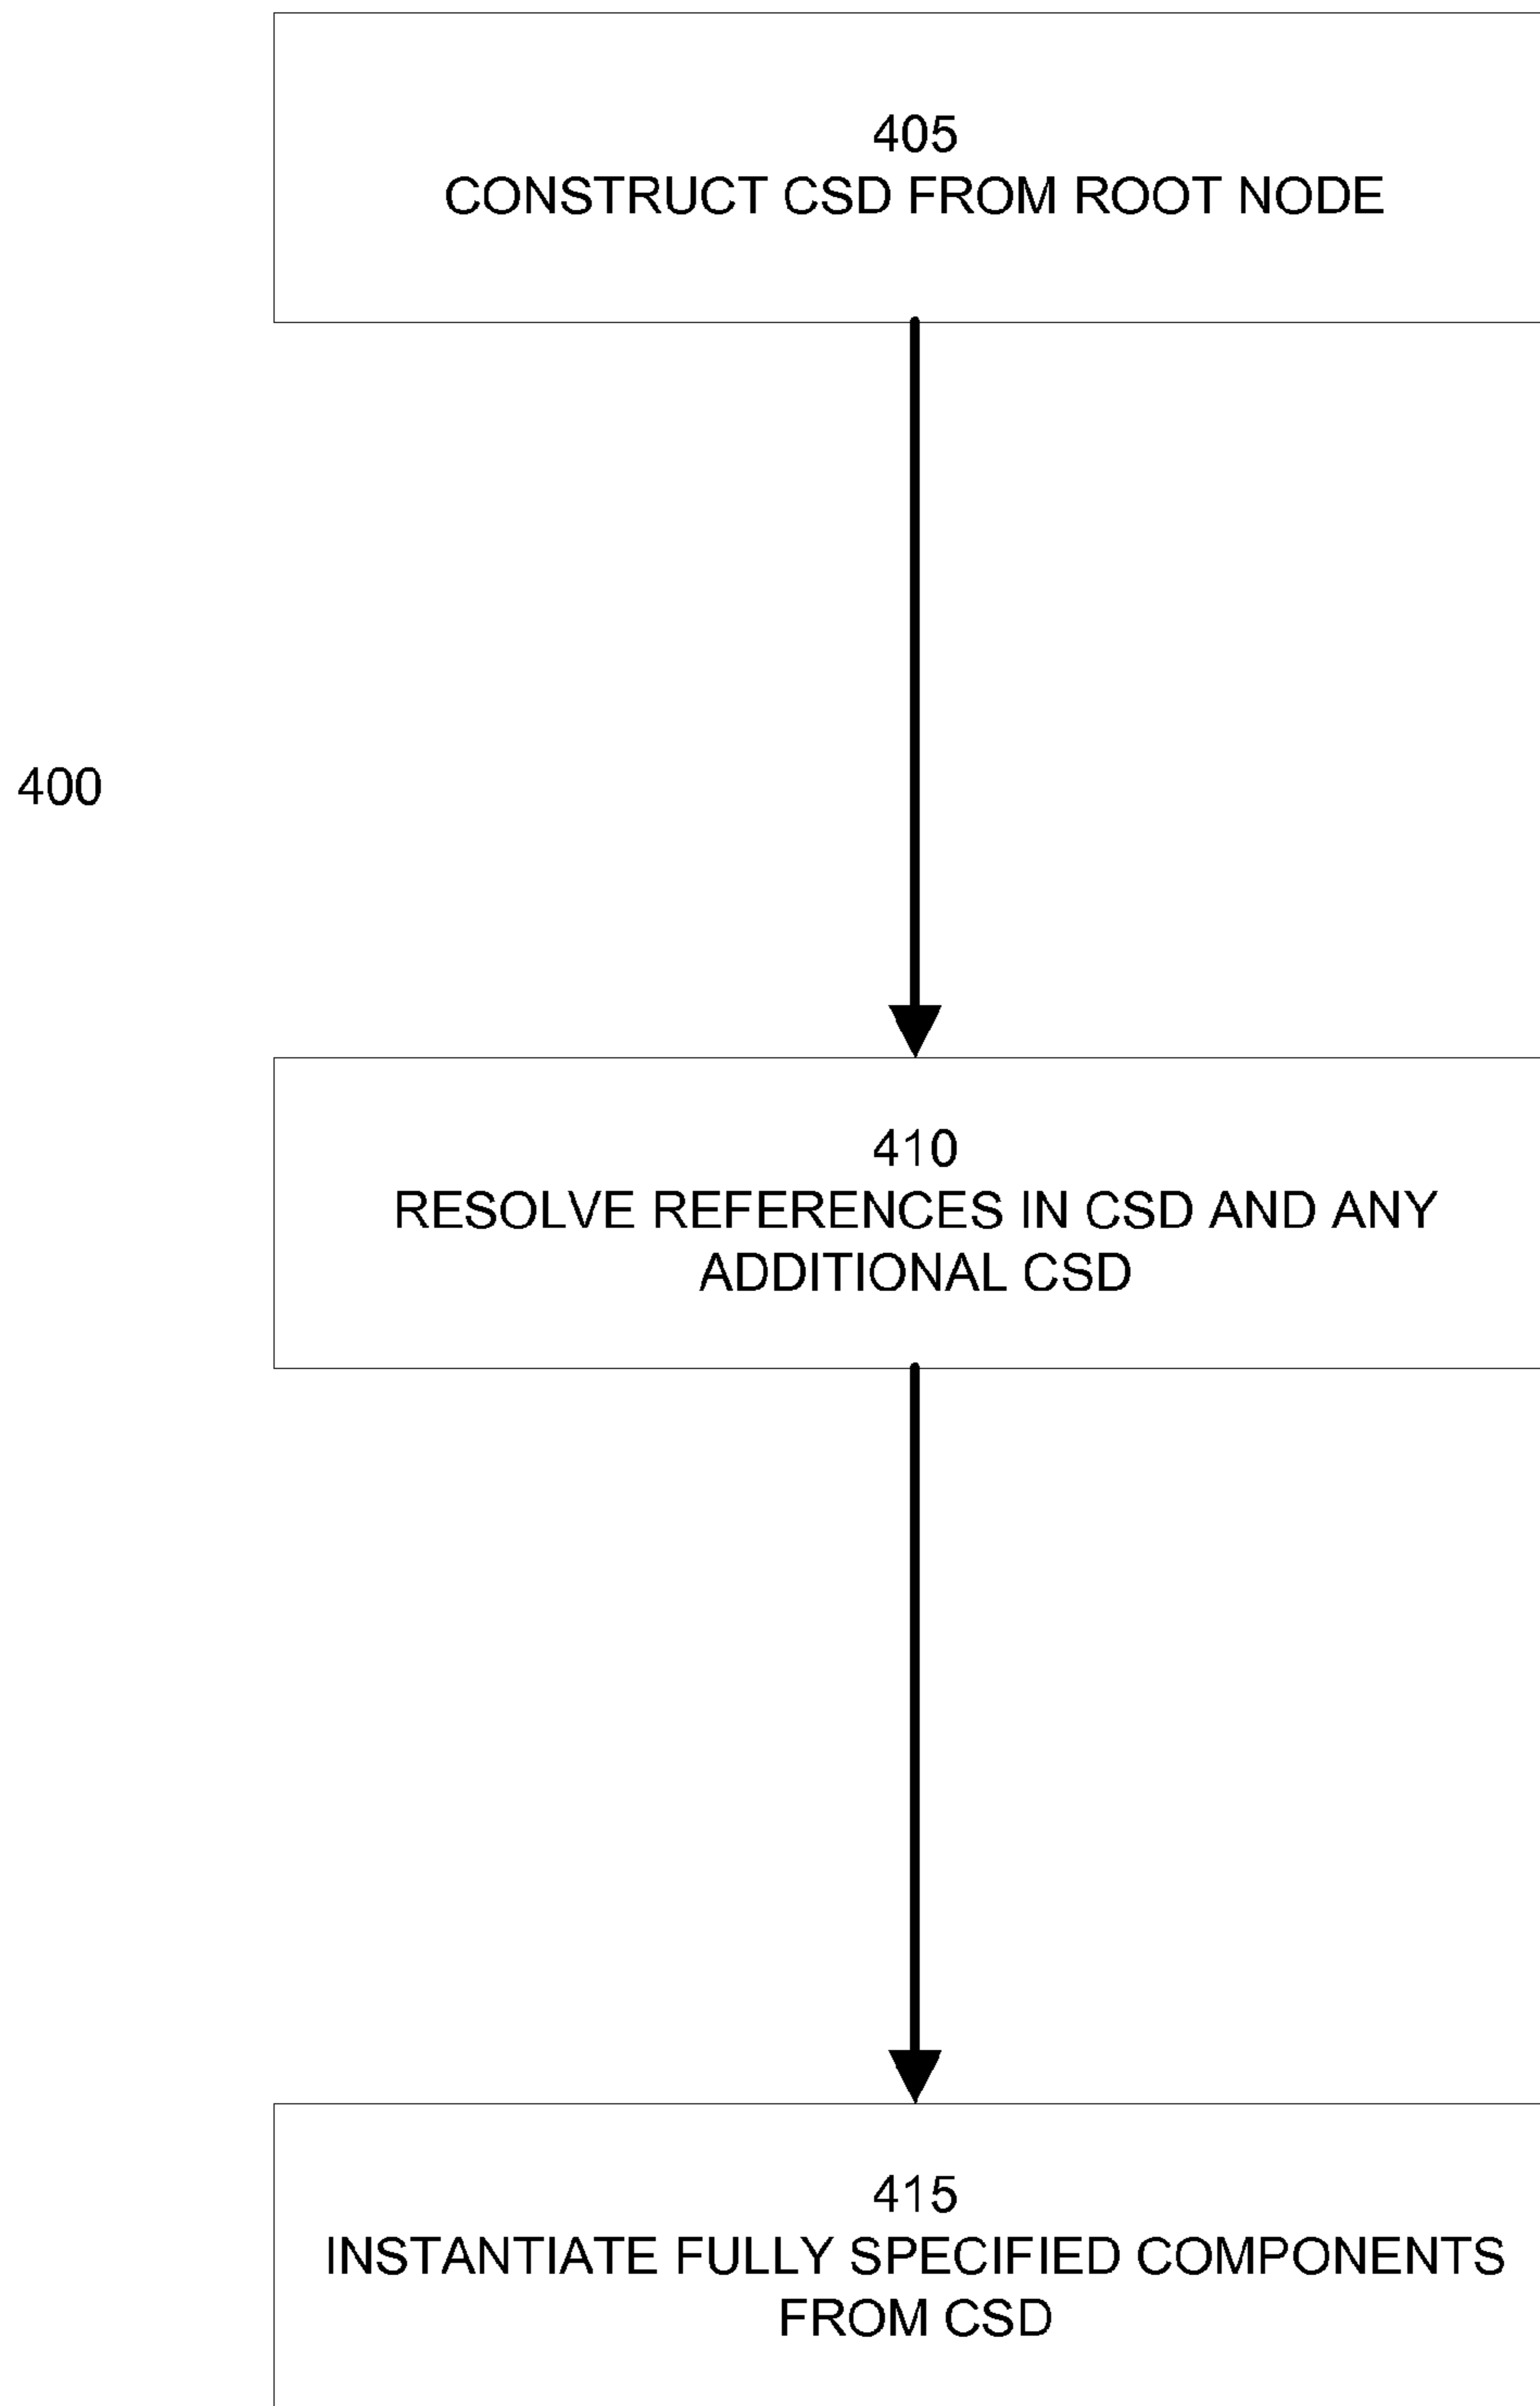 405
CONSTRUCT CSD FROM ROOT NODE
400
410
RESOLVE REFERENCES IN CSD AND ANY
ADDITIONAL CSD
415
INSTANTIATE FULLY SPECIFIED COMPONENTS
FROM CSD